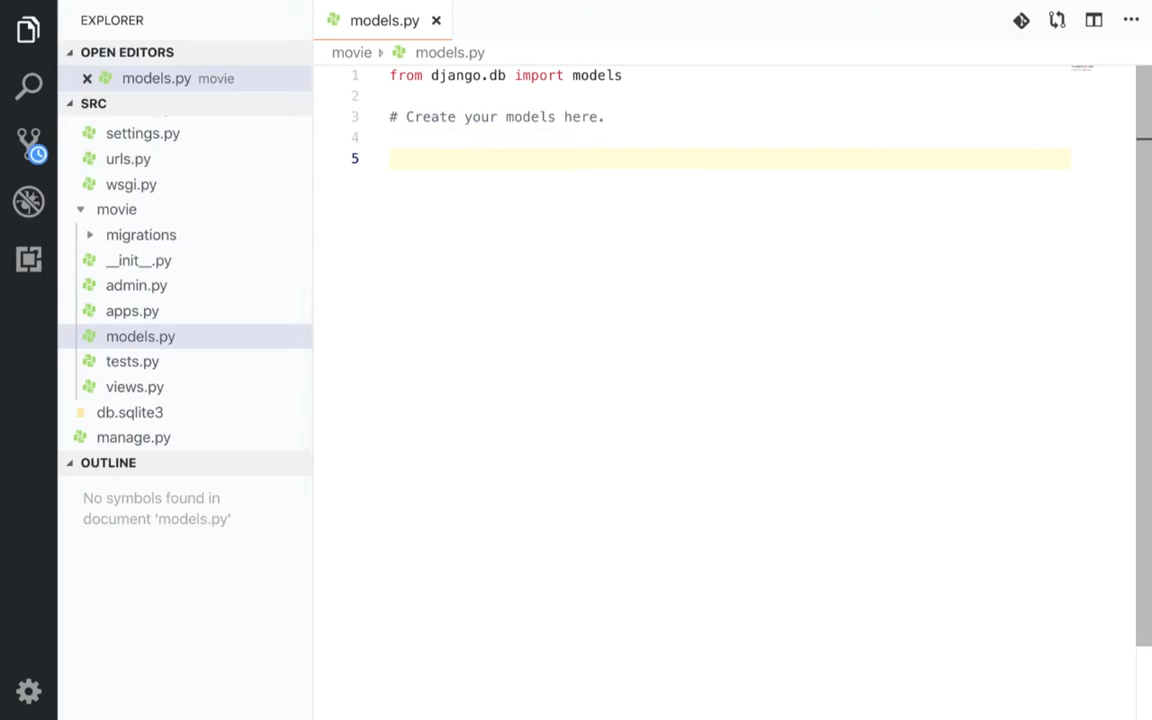 EXPLORER
OPEN EDITORS
models.py movie
SRC
settings.py
urls.py
wsgi.py
movie
migrations
__init__.py
admin.py
apps.py
models.py
tests.py
views.py
db.sqlite3
manage.py
OUTLINE
No symbols found in
document 'models.py'
models.py
movie models.py
1 from django.db import models
2
3 # Create your models here.
4
5